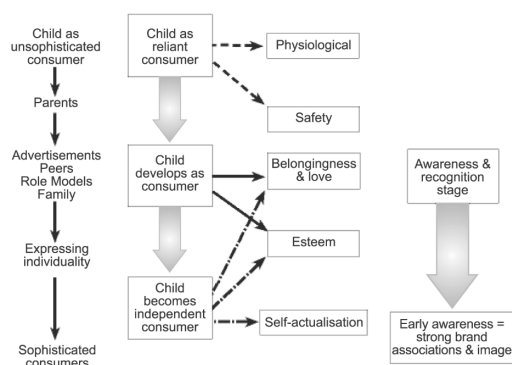 Child as
unsophisticated
consumer
Parents
Advertisements
Peers
Role Models
Family
Expressing
individuality
Sophisticated
consumers
Child as
reliant
consumer
Child
develops as
consumer
Child
becomes
independent
consumer
Physiological
Safety
Belongingness
& love
Esteem
Self-actualisation
Awareness &
recognition
stage
Early awareness =
strong brand
associations & image